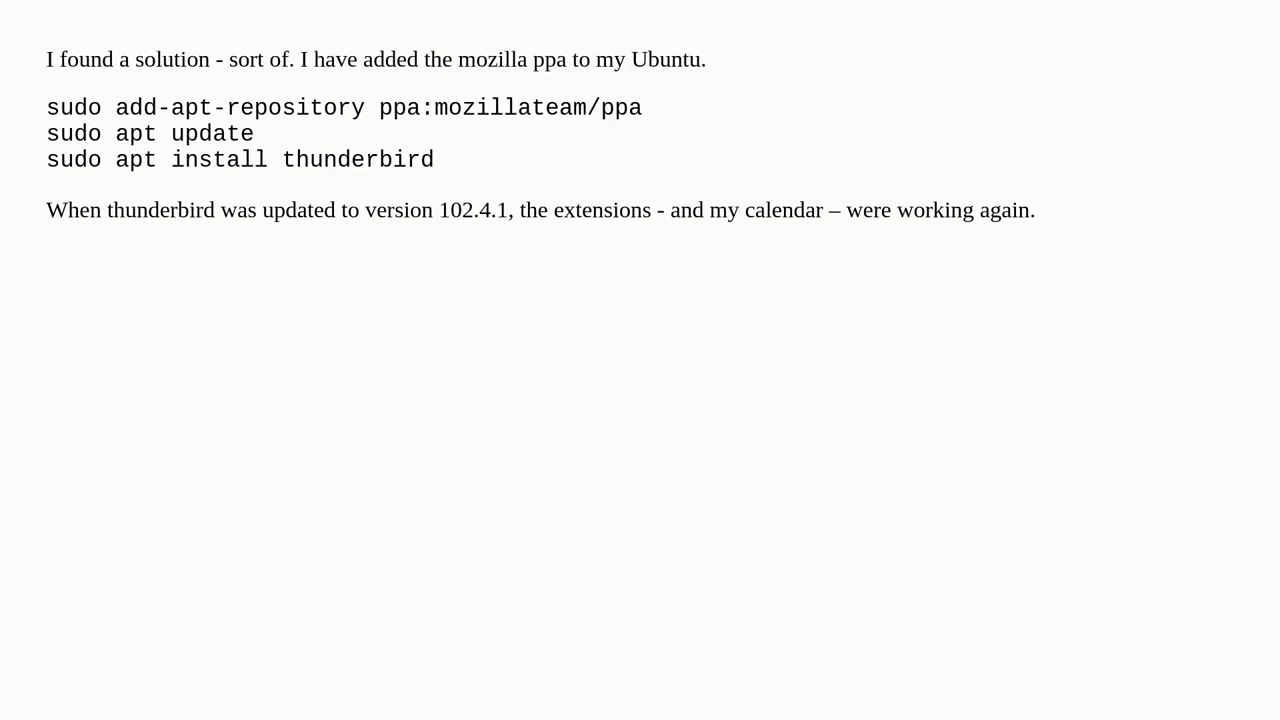 I found a solution - sort of. I have added the mozilla ppa to my Ubuntu.
sudo add-apt-repository ppa:mozillateam/ppa
sudo apt update
sudo apt install thunderbird
When thunderbird was updated to version 102.4.1, the extensions - and my calendar – were working again.